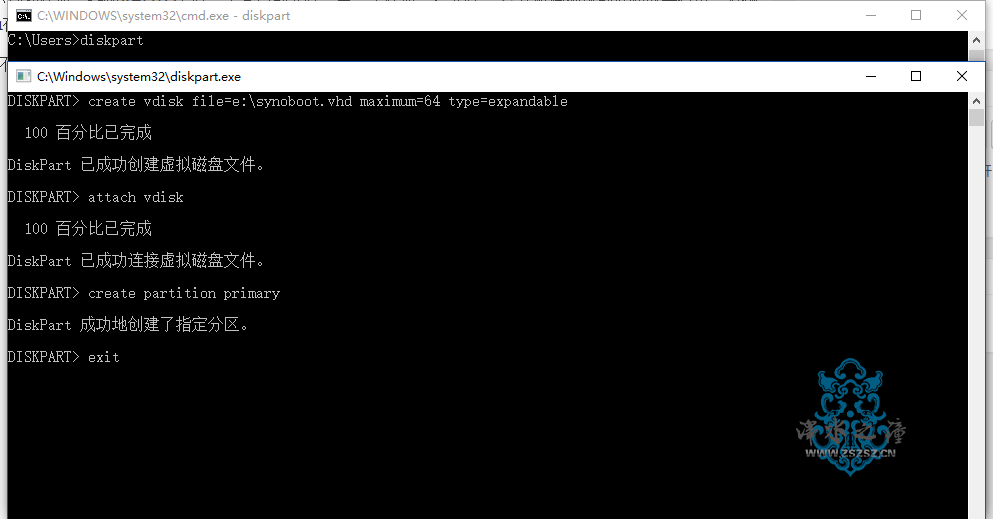 C:\WINDOWS\system32\cmd.exe - diskpart
C:\Users>diskpart
C:\Windows\system32\diskpart.exe
DISKPART> create vdisk file=e:\synoboot.vhd maximum=64 type=expandable
100 百分比已完成
DiskPart 已成功创建虚拟磁盘文件。
DISKPART> attach vdisk
100 百分比已完成
DiskPart 已成功连接虚拟磁盘文件。
DISKPART> create partition primary
DiskPart 成功地创建了指定分区。
DISKPART> exit
WWW.ZSZSZ.CN